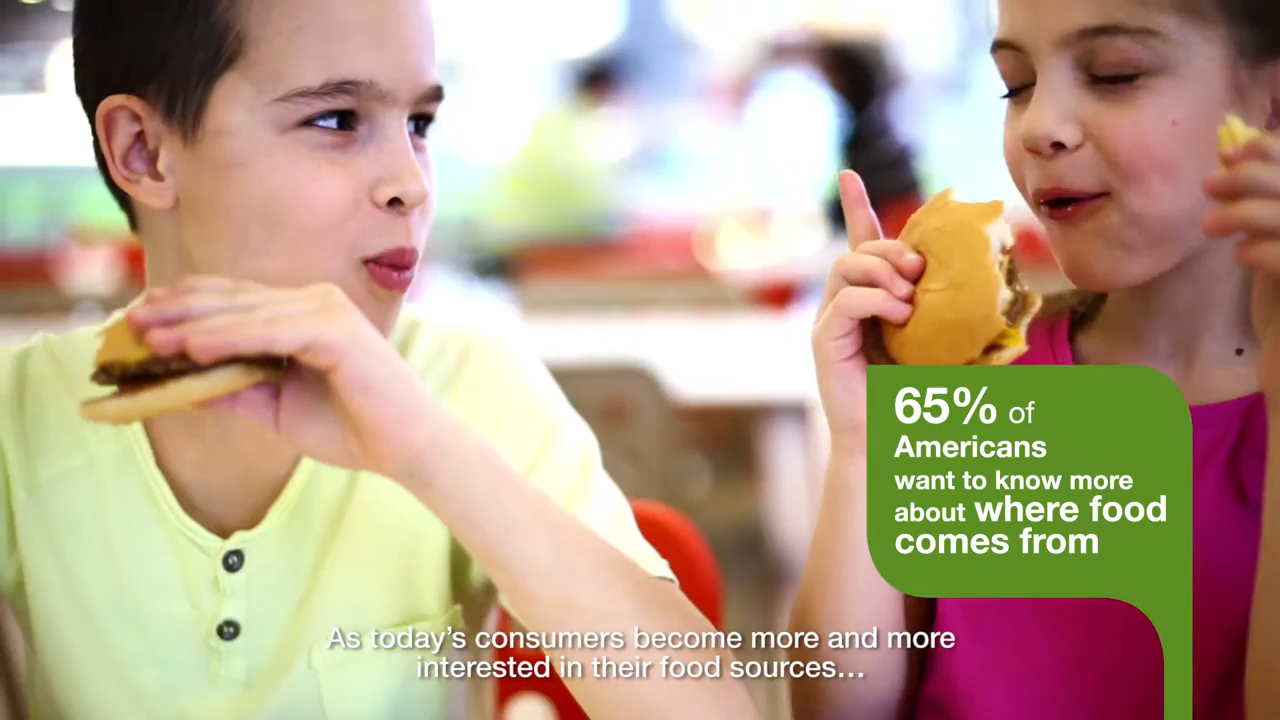 65% of
Americans
want to know more
about where food
comes from
As today's consumers become more and more
interested in their food sources…